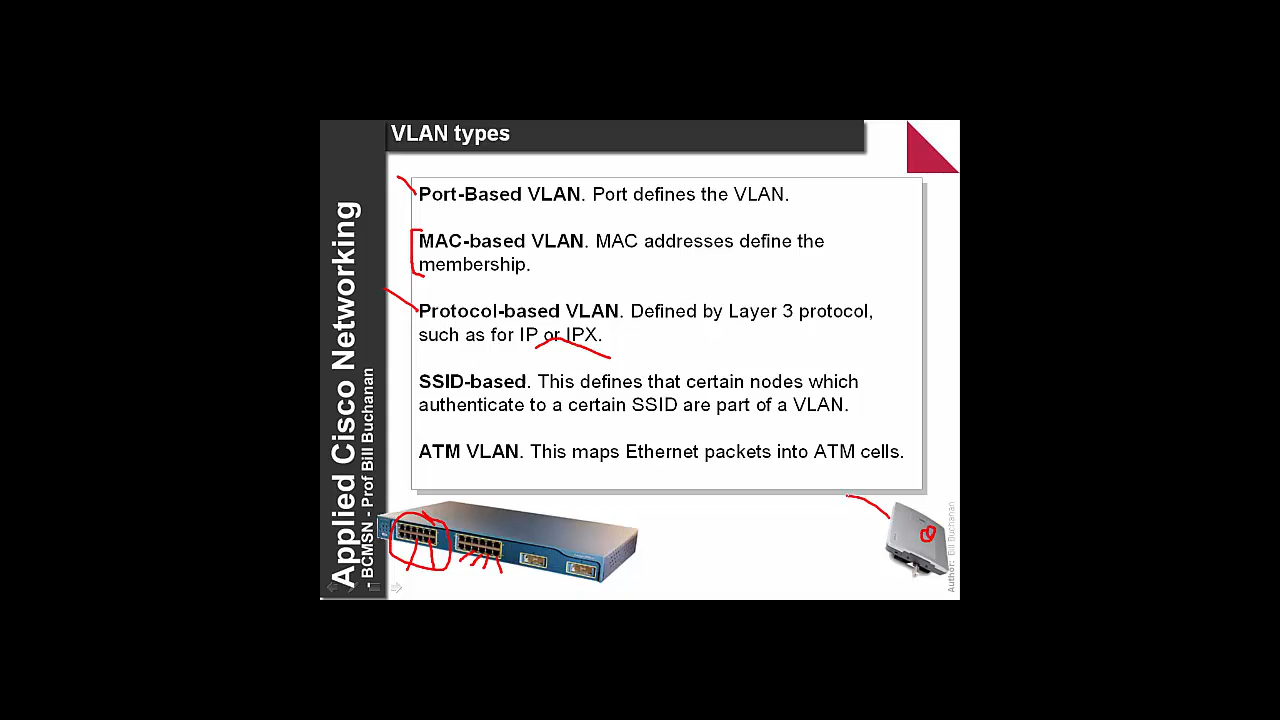 VLAN types
Port-Based VLAN. Port defines the VLAN.
MAC-based VLAN. MAC addresses define the
membership.
Protocol-based VLAN. Defined by Layer 3 protocol,
such as for IP or IPX.
SSID-based. This defines that certain nodes which
authenticate to a certain SSID are part of a VLAN.
ATM VLAN. This maps Ethernet packets into ATM cells.
Applied Cisco Networking
- BCMSN - Prof Bill Buchanan
Author: Bill Buchanan